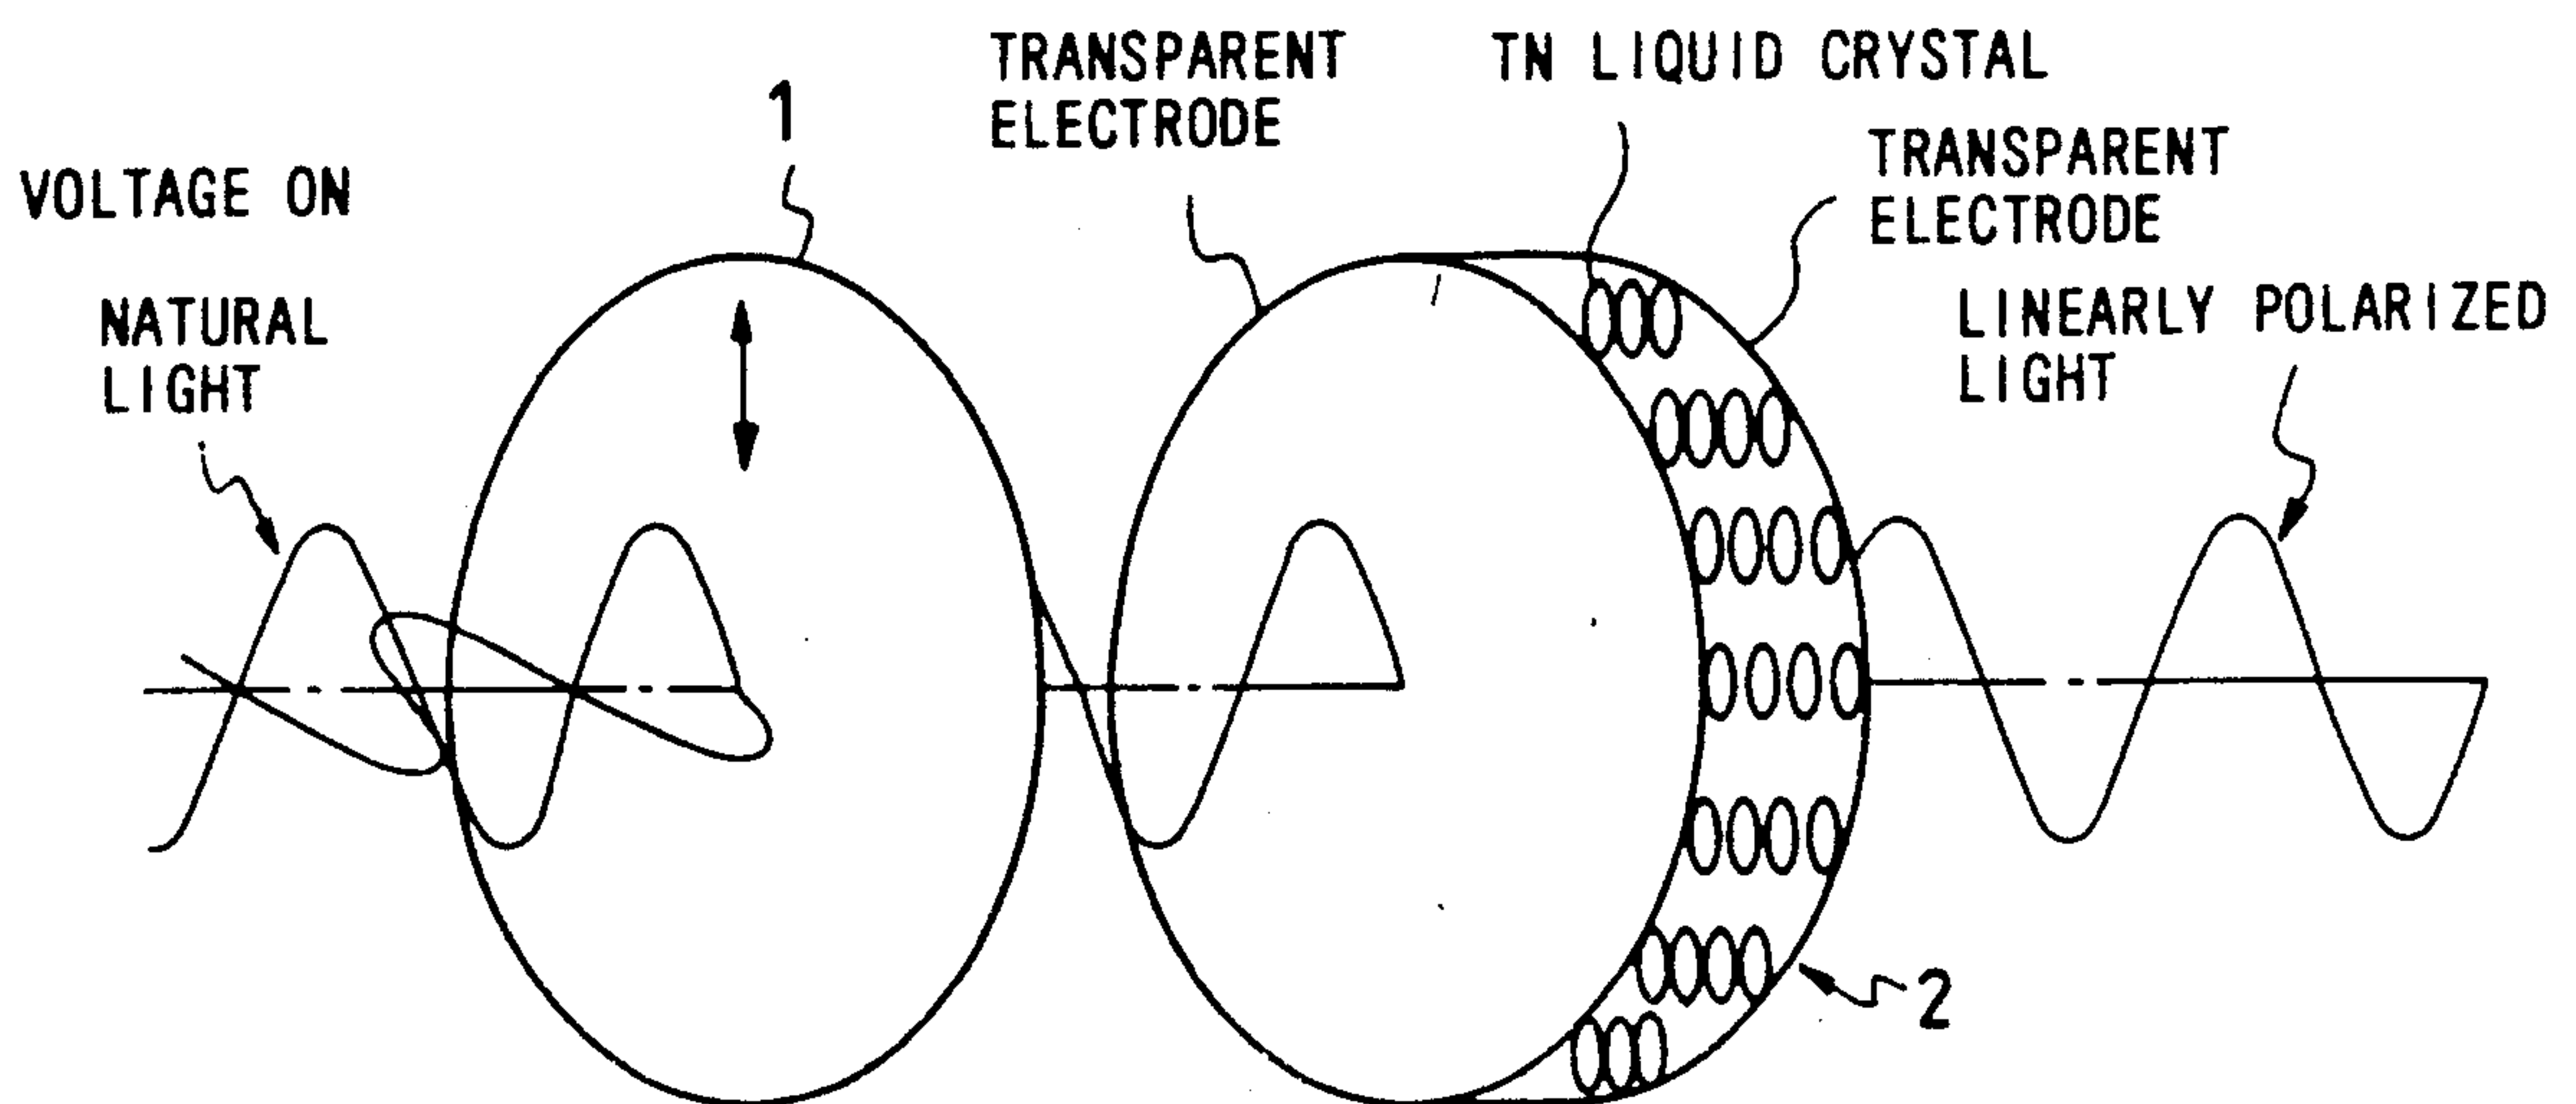 TRANSPARENT
ELECTRODE
TN LIQUID CRYSTAL
1
TRANSPARENT
ELECTRODE
VOLTAGE ON
NATURAL
LIGHT
LINEARLY POLARIZED
LIGHT
2